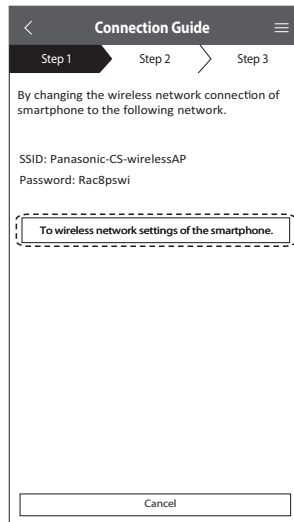 Connection Guide
Step 1 Step 2 Step 3
By changing the wireless network connection of
smartphone to the following network.
SSID: Panasonic-CS-wirelessAP
Password: Rac8pswi
To wireless network settings of the smartphone.
Cancel